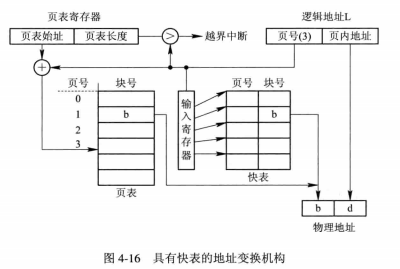 页表寄存器 逻辑地址L
页表始址 页表长度 > 越界中断 页号(3) 页内地址
+
页号 块号 页号 块号
0
1 b b
2
3
输入寄存器
页表 快表
b d
物理地址
图 4-16 具有快表的地址变换机构